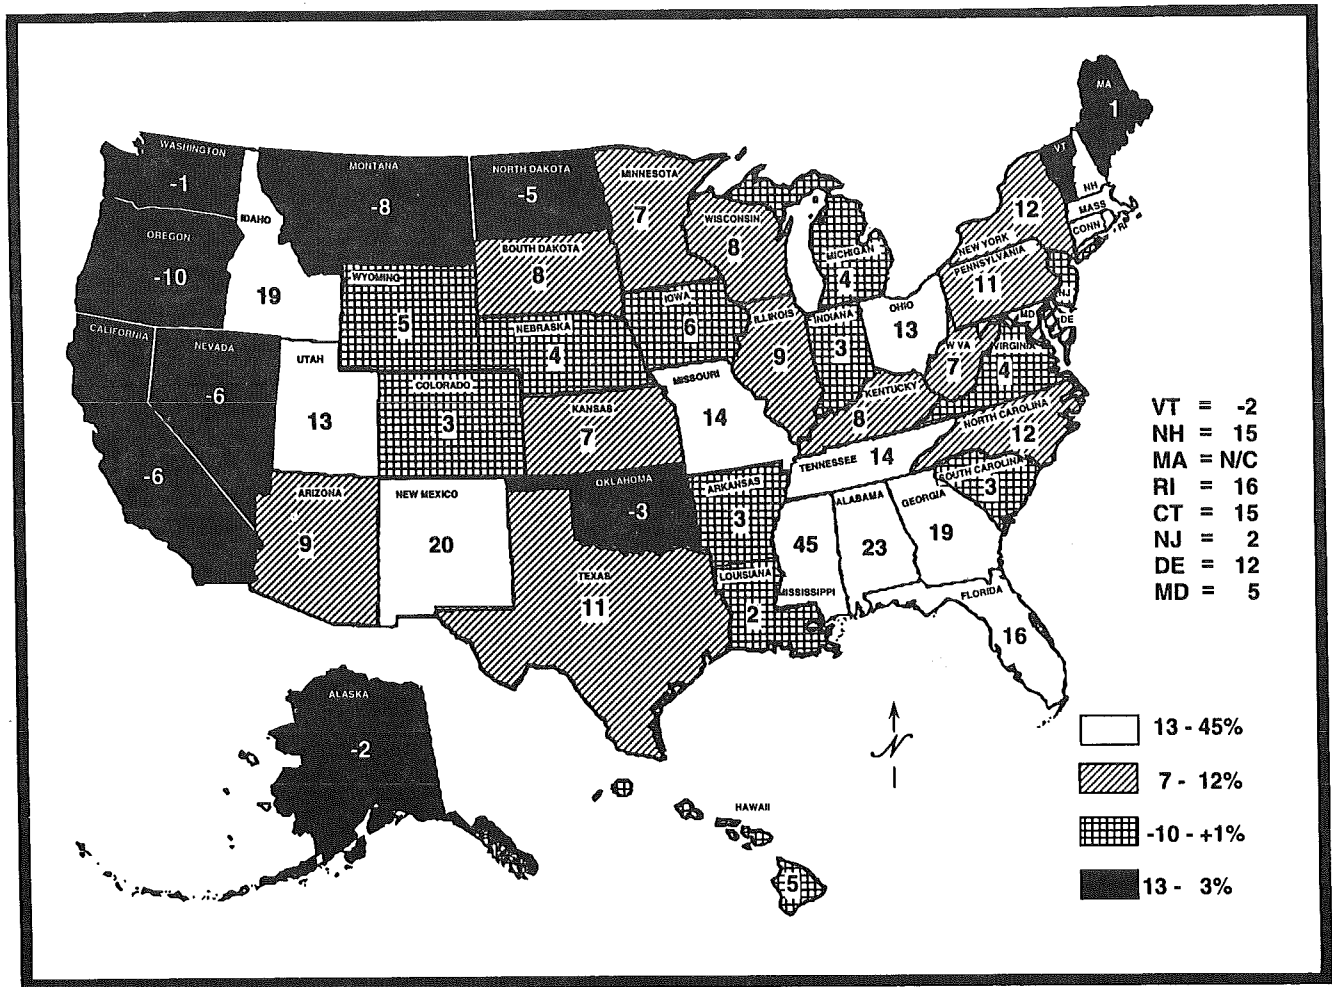 MA
1
WASHINGTON
-1
MONTANA
-8
NORTH DAKOTA
-5
MINNESOTA
7
VT
NH
MASS
CONN
RI
IDAHO
19
OREGON
-10
SOUTH DAKOTA
8
WISCONSIN
8
MICHIGAN
4
NEW YORK
12
PENNSYLVANIA
11
NJ
MD
DE
WYOMING
5
IOWA
6
NEBRASKA
4
ILLINOIS
9
INDIANA
3
OHIO
13
W VA
7
VIRGINIA
4
CALIFORNIA
-6
NEVADA
-6
UTAH
13
COLORADO
3
KANSAS
7
MISSOURI
14
KENTUCKY
8
NORTH CAROLINA
12
TENNESSEE 14
SOUTH CAROLINA
3
ARIZONA
9
NEW MEXICO
20
OKLAHOMA
-3
ARKANSAS
3
MISSISSIPPI
45
ALABAMA
23
GEORGIA
19
TEXAS
11
LOUISIANA
2
FLORIDA
16
VT = -2
NH = 15
MA = N/C
RI = 16
CT = 15
NJ = 2
DE = 12
MD = 5
ALASKA
-2
HAWAII
5
N
13 - 45%
7 - 12%
-10 - +1%
13 - 3%